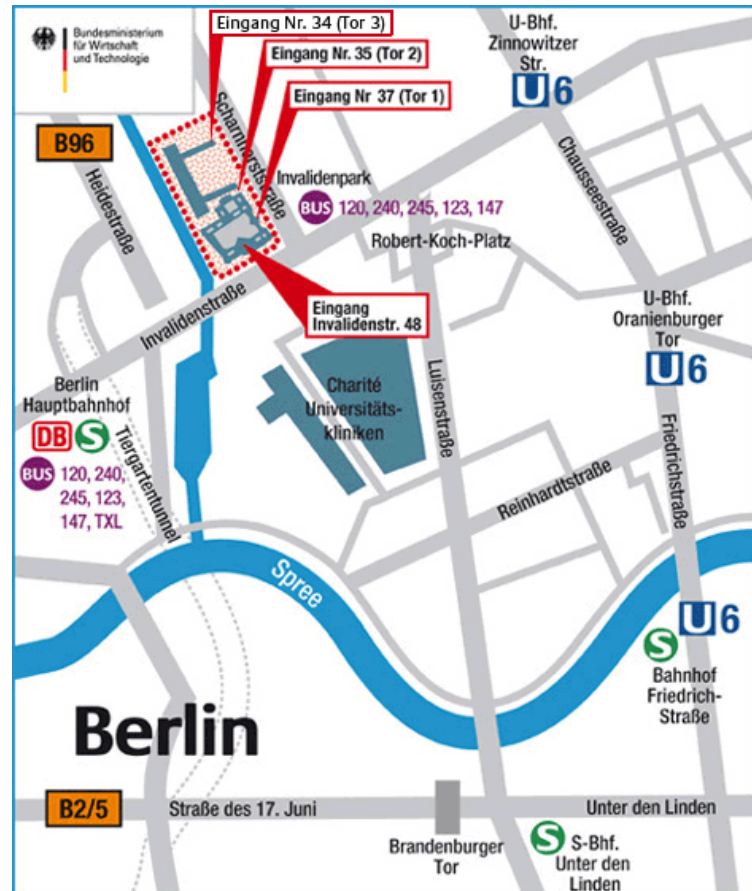 Bundesministerium
für Wirtschaft
und Technologie
Eingang Nr. 34 (Tor 3)
Eingang Nr. 35 (Tor 2)
Eingang Nr 37 (Tor 1)
U-Bhf.
Zinnowitzer
Str.
U 6
B96
Heidestraße
Scharnhorststraße
Invalidenpark
BUS 120, 240, 245, 123, 147
Robert-Koch-Platz
Chausseestraße
Invalidenstraße
Eingang
Invalidenstr. 48
U-Bhf.
Oranienburger
Tor
U 6
Berlin
Hauptbahnhof
DB S
BUS 120, 240,
245, 123,
147, TXL
Tiergartentunnel
Charité
Universitäts-
kliniken
Luisenstraße
Reinhardtstraße
Friedrichstraße
Spree
U 6
S
Bahnhof
Friedrich-
Straße
Berlin
B2/5
Straße des 17. Juni
Unter den Linden
Brandenburger
Tor
S S-Bhf.
Unter den
Linden